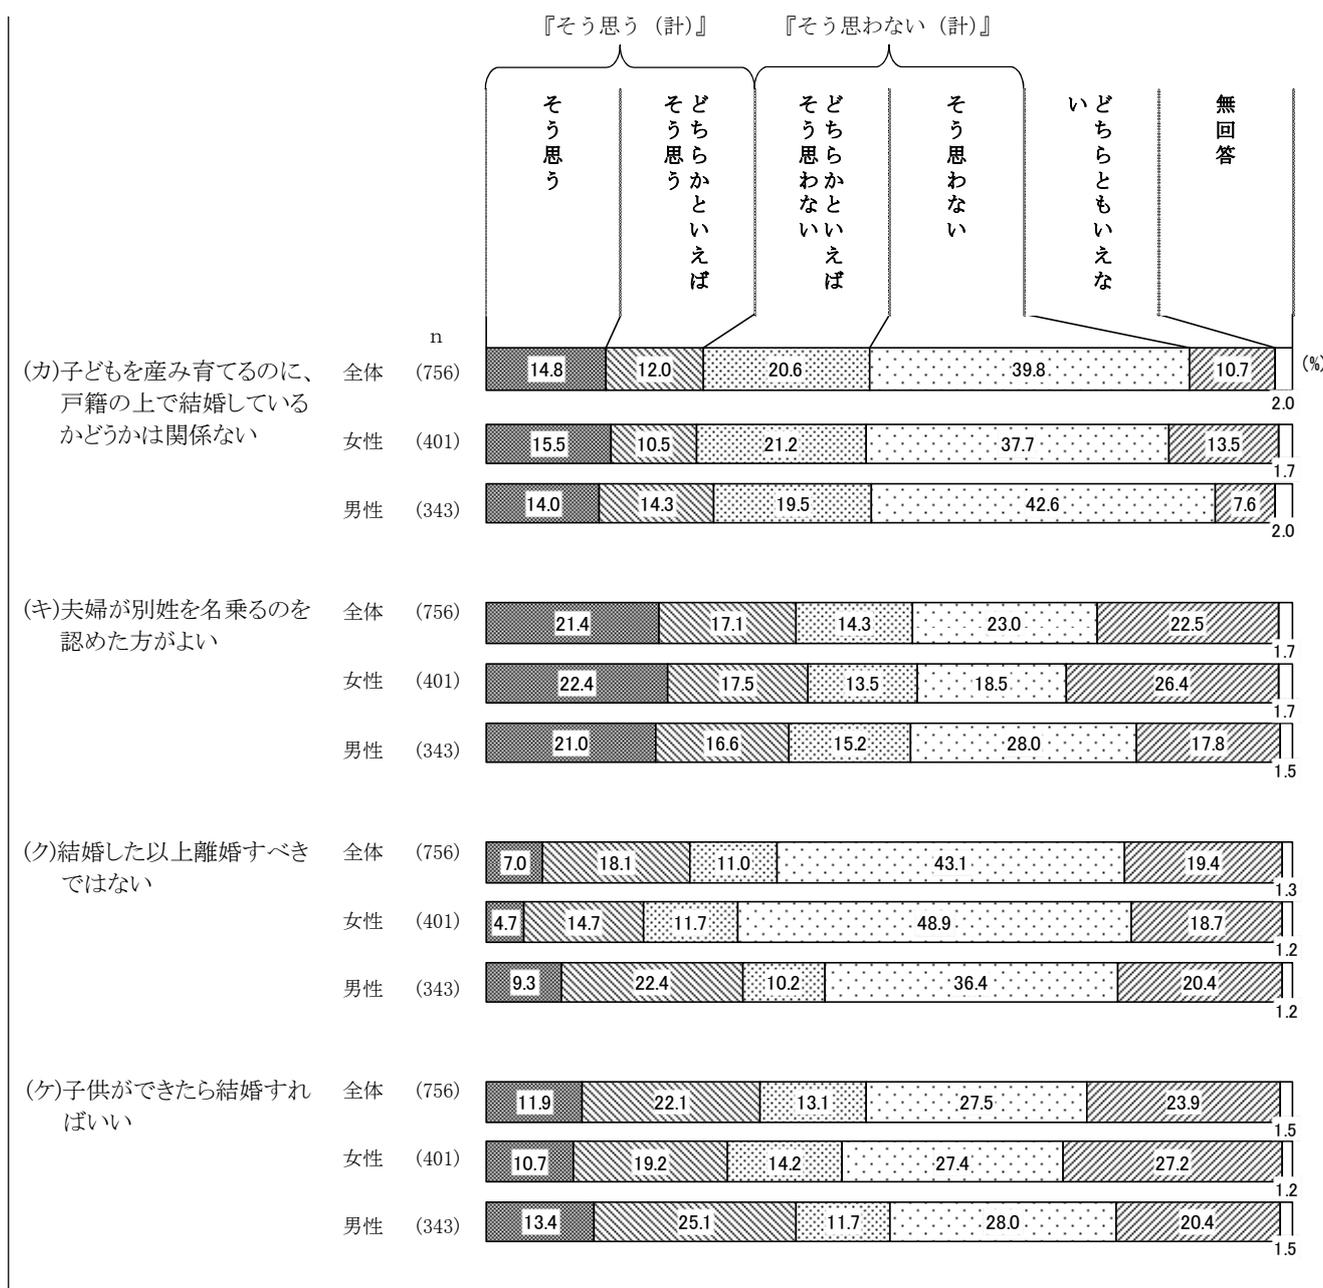 『そう思う（計）』　『そう思わない（計）』
そう思う
どちらかといえば
そう思う
どちらかといえば
そう思わない
そう思わない
どちらともいえな
い
無回答
n
(カ)子どもを産み育てるのに、
戸籍の上で結婚している
かどうかは関係ない
全体 (756) 14.8 12.0 20.6 39.8 10.7 2.0 (%)
女性 (401) 15.5 10.5 21.2 37.7 13.5 1.7
男性 (343) 14.0 14.3 19.5 42.6 7.6 2.0
(キ)夫婦が別姓を名乗るのを
認めた方がよい
全体 (756) 21.4 17.1 14.3 23.0 22.5 1.7
女性 (401) 22.4 17.5 13.5 18.5 26.4 1.7
男性 (343) 21.0 16.6 15.2 28.0 17.8 1.5
(ク)結婚した以上離婚すべき
ではない
全体 (756) 7.0 18.1 11.0 43.1 19.4 1.3
女性 (401) 4.7 14.7 11.7 48.9 18.7 1.2
男性 (343) 9.3 22.4 10.2 36.4 20.4 1.2
(ケ)子供ができたら結婚すれ
ばいい
全体 (756) 11.9 22.1 13.1 27.5 23.9 1.5
女性 (401) 10.7 19.2 14.2 27.4 27.2 1.2
男性 (343) 13.4 25.1 11.7 28.0 20.4 1.5